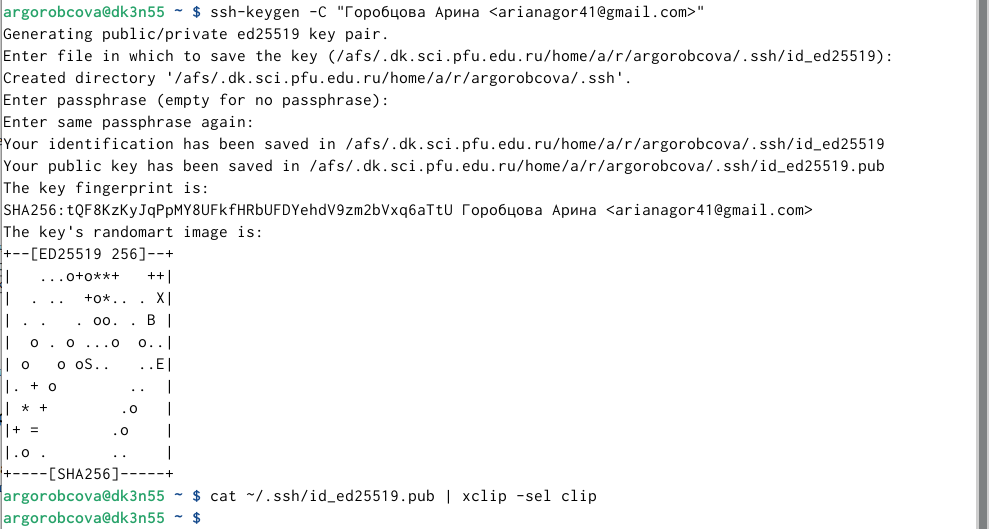 argorobcova@dk3n55 ~ $ ssh-keygen -C "Горобцова Арина <arianagor41@gmail.com>"
Generating public/private ed25519 key pair.
Enter file in which to save the key (/afs/.dk.sci.pfu.edu.ru/home/a/r/argorobcova/.ssh/id_ed25519):
Created directory '/afs/.dk.sci.pfu.edu.ru/home/a/r/argorobcova/.ssh'.
Enter passphrase (empty for no passphrase):
Enter same passphrase again:
Your identification has been saved in /afs/.dk.sci.pfu.edu.ru/home/a/r/argorobcova/.ssh/id_ed25519
Your public key has been saved in /afs/.dk.sci.pfu.edu.ru/home/a/r/argorobcova/.ssh/id_ed25519.pub
The key fingerprint is:
SHA256:tQF8KzKyJqPpMY8UFkfHRbUFDYehdV9zm2bVxq6aTtU Горобцова Арина <arianagor41@gmail.com>
The key's randomart image is:
+--[ED25519 256]--+
|   ...o+o**+   ++|
|  . ..  +o*.. . X|
| . .   . oo. . B |
|  o . o ...o  o..|
| o   o oS..   ..E|
|. + o        ..  |
| * +        .o   |
|+ =        .o    |
|.o .       ..    |
+----[SHA256]-----+
argorobcova@dk3n55 ~ $ cat ~/.ssh/id_ed25519.pub | xclip -sel clip
argorobcova@dk3n55 ~ $